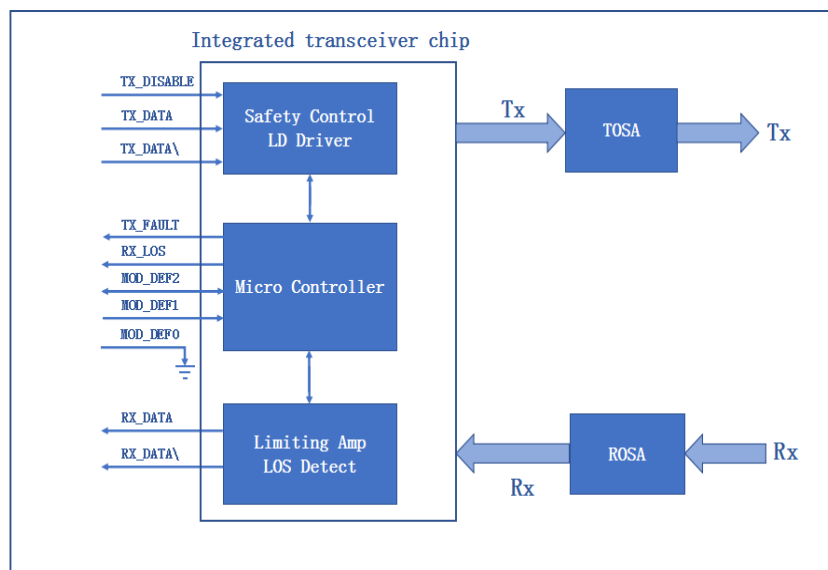 Integrated transceiver chip
TX_DISABLE
TX_DATA
TX_DATA\
Safety Control
LD Driver
Tx
TOSA
Tx
TX_FAULT
RX_LOS
MOD_DEF2
MOD_DEF1
MOD_DEF0
Micro Controller
RX_DATA
RX_DATA\
Limiting Amp
LOS Detect
Rx
ROSA
Rx